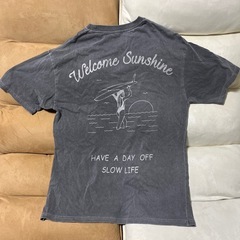 Welcome Sunshine
HAVE A DAY OFF
SLOW LIFE